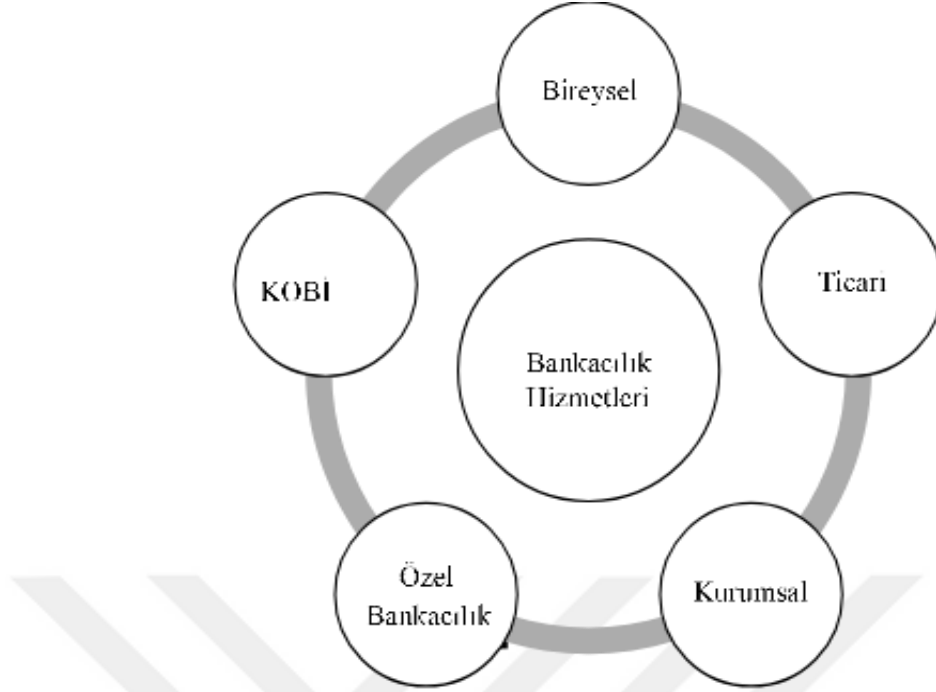 Bireysel
Ticari
Kurumsal
Özel
Bankacılık
KOBİ
Bankacılık
Hizmetleri